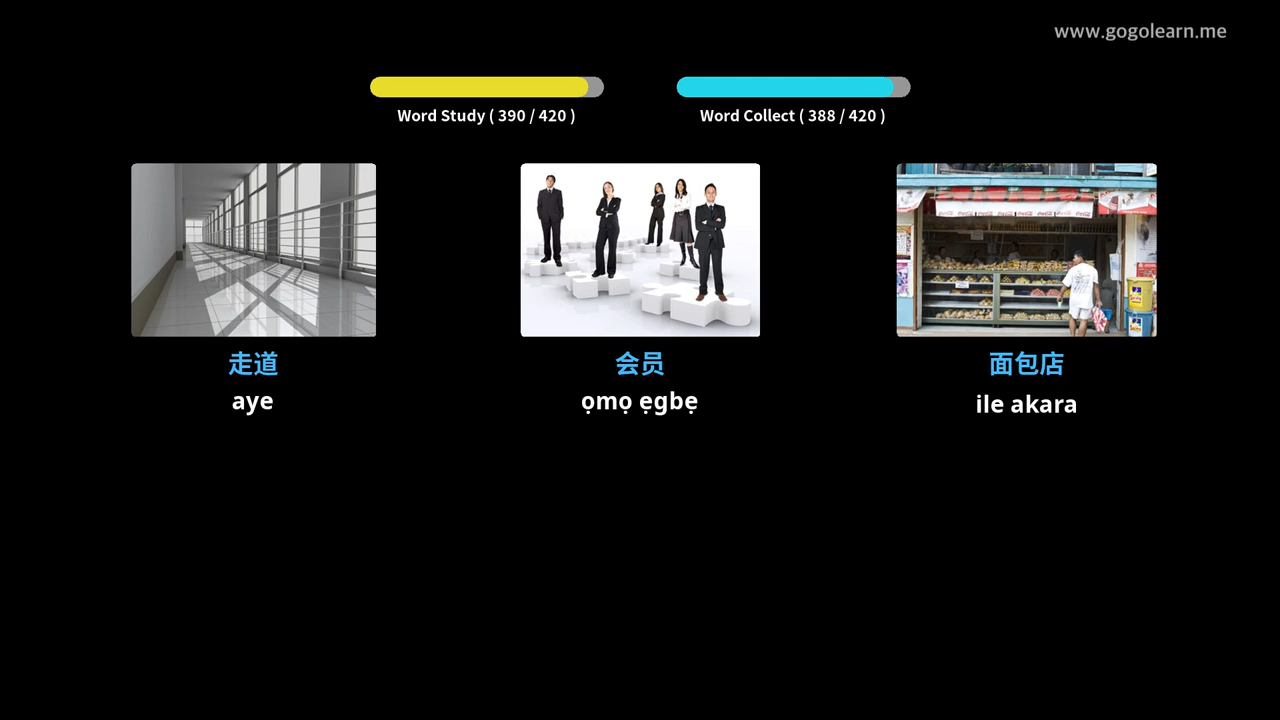 www.gogolearn.me
Word Study ( 390 / 420 )
Word Collect ( 388 / 420 )
走道
会员
面包店
aye
ọmọ ẹgbẹ
ile akara